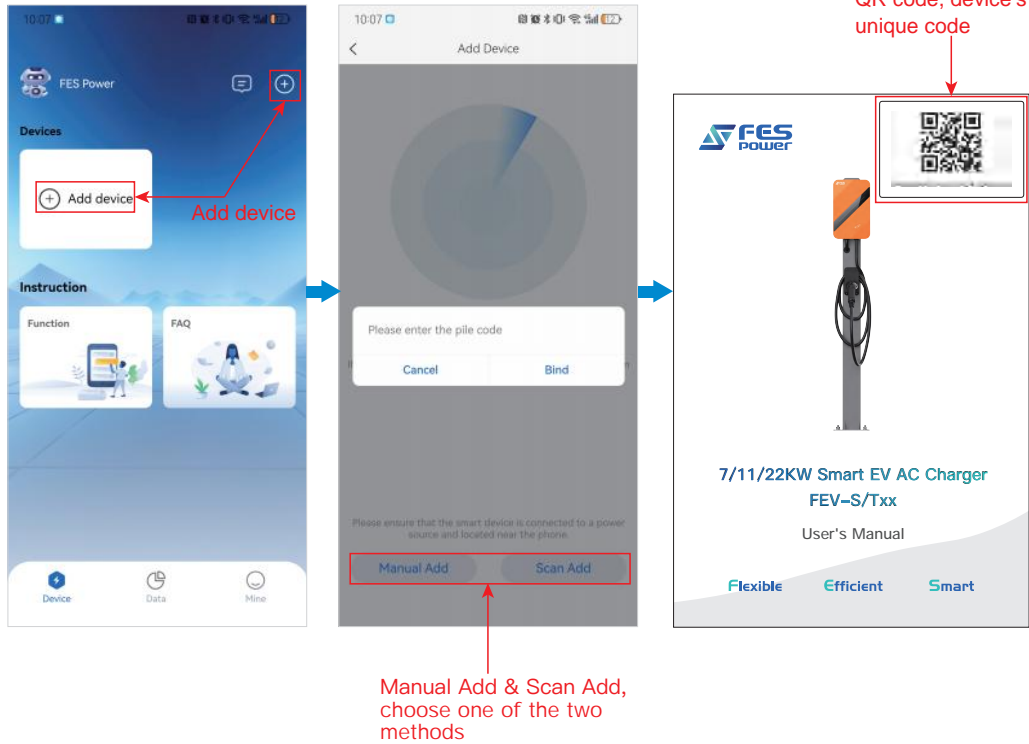 QR code, device's
unique code
10:07
FES Power
Devices
Add device
Add device
Instruction
Function
FAQ
Device
Data
Mine
10:07
12
Add Device
Please enter the pile code
Cancel
Bind
Please ensure that the smart device is connected to a power
source and located near the phone
Manual Add
Scan Add
Manual Add & Scan Add,
choose one of the two
methods
FES
POWER
7/11/22KW Smart EV AC Charger
FEV-S/Txx
User's Manual
Flexible Efficient Smart